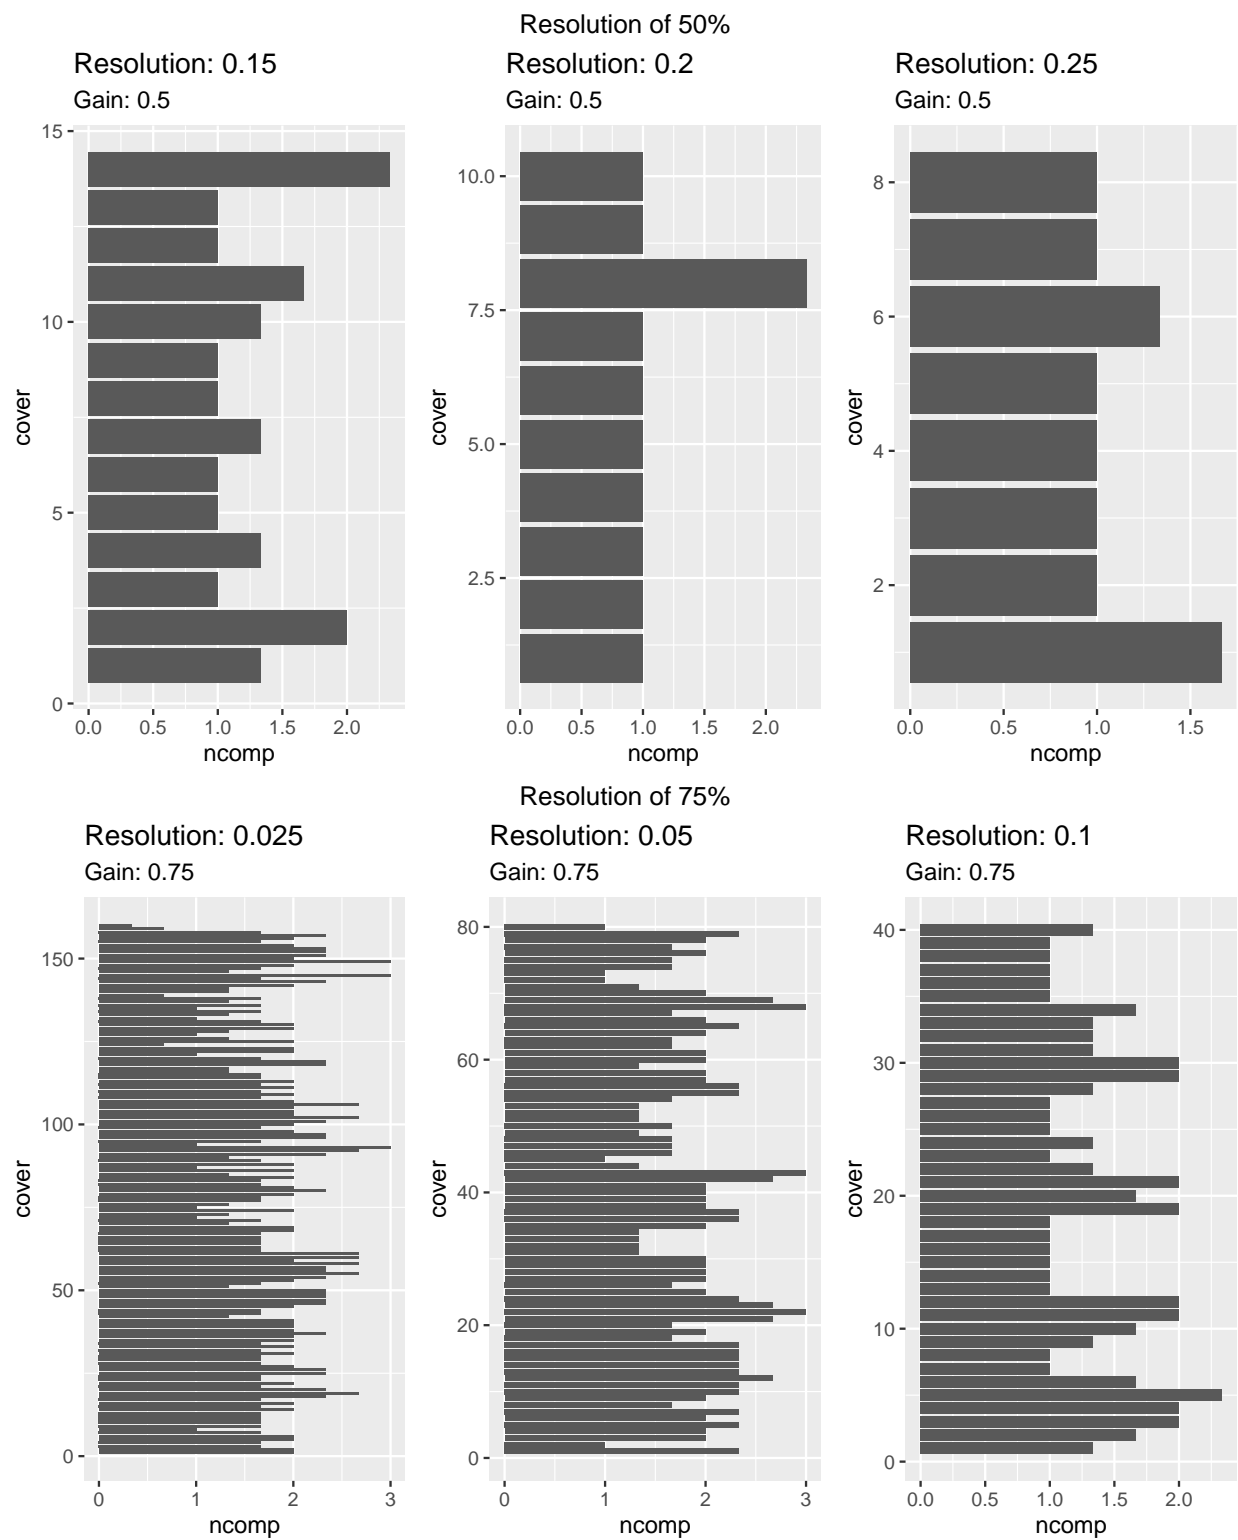 Resolution of 50%
Resolution: 0.15
Gain: 0.5
15
10
5
0
cover
0.0 0.5 1.0 1.5 2.0
ncomp
Resolution: 0.2
Gain: 0.5
10.0
7.5
5.0
2.5
cover
0.0 0.5 1.0 1.5 2.0
ncomp
Resolution: 0.25
Gain: 0.5
8
6
4
2
cover
0.0 0.5 1.0 1.5
ncomp
Resolution of 75%
Resolution: 0.025
Gain: 0.75
150
100
50
0
cover
0 1 2 3
ncomp
Resolution: 0.05
Gain: 0.75
80
60
40
20
0
cover
0 1 2 3
ncomp
Resolution: 0.1
Gain: 0.75
40
30
20
10
0
cover
0.0 0.5 1.0 1.5 2.0
ncomp